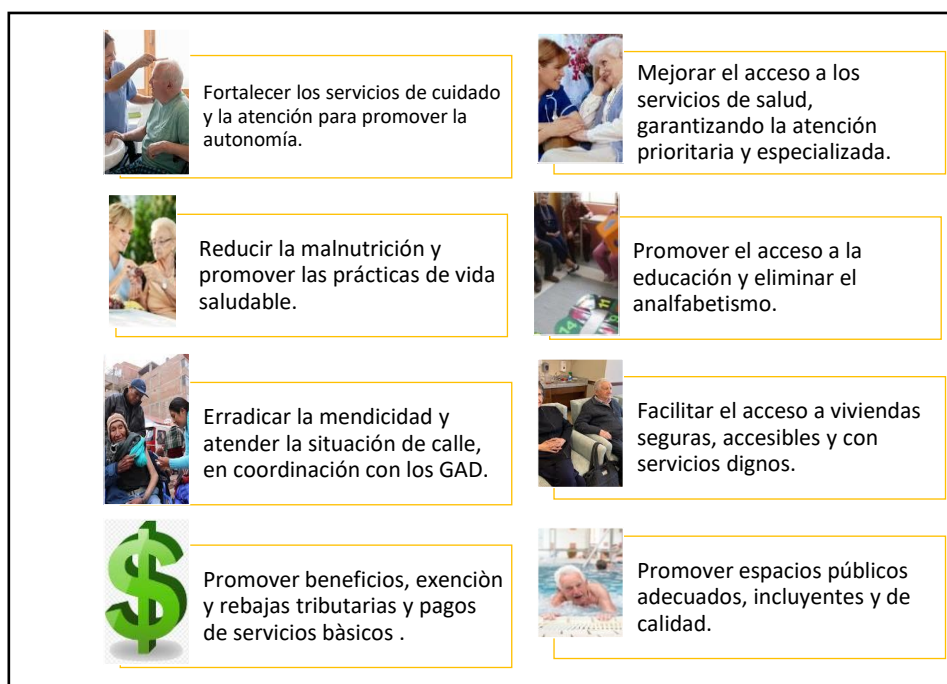 Fortalecer los servicios de cuidado
y la atención para promover la
autonomía.
Mejorar el acceso a los
servicios de salud,
garantizando la atención
prioritaria y especializada.
Reducir la malnutrición y
promover las prácticas de vida
saludable.
Promover el acceso a la
educación y eliminar el
analfabetismo.
Erradicar la mendicidad y
atender la situación de calle,
en coordinación con los GAD.
Facilitar el acceso a viviendas
seguras, accesibles y con
servicios dignos.
Promover beneficios, exenciòn
y rebajas tributarias y pagos
de servicios bàsicos .
Promover espacios públicos
adecuados, incluyentes y de
calidad.
14
11